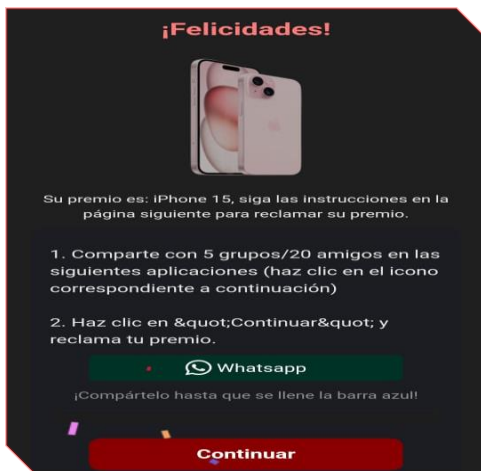 ¡Felicidades!
Su premio es: iPhone 15, siga las instrucciones en la
página siguiente para reclamar su premio.
1. Comparte con 5 grupos/20 amigos en las
siguientes aplicaciones (haz clic en el icono
correspondiente a continuación)
2. Haz clic en &quot;Continuar&quot; y
reclama tu premio.
Whatsapp
¡Compártelo hasta que se llene la barra azul!
Continuar